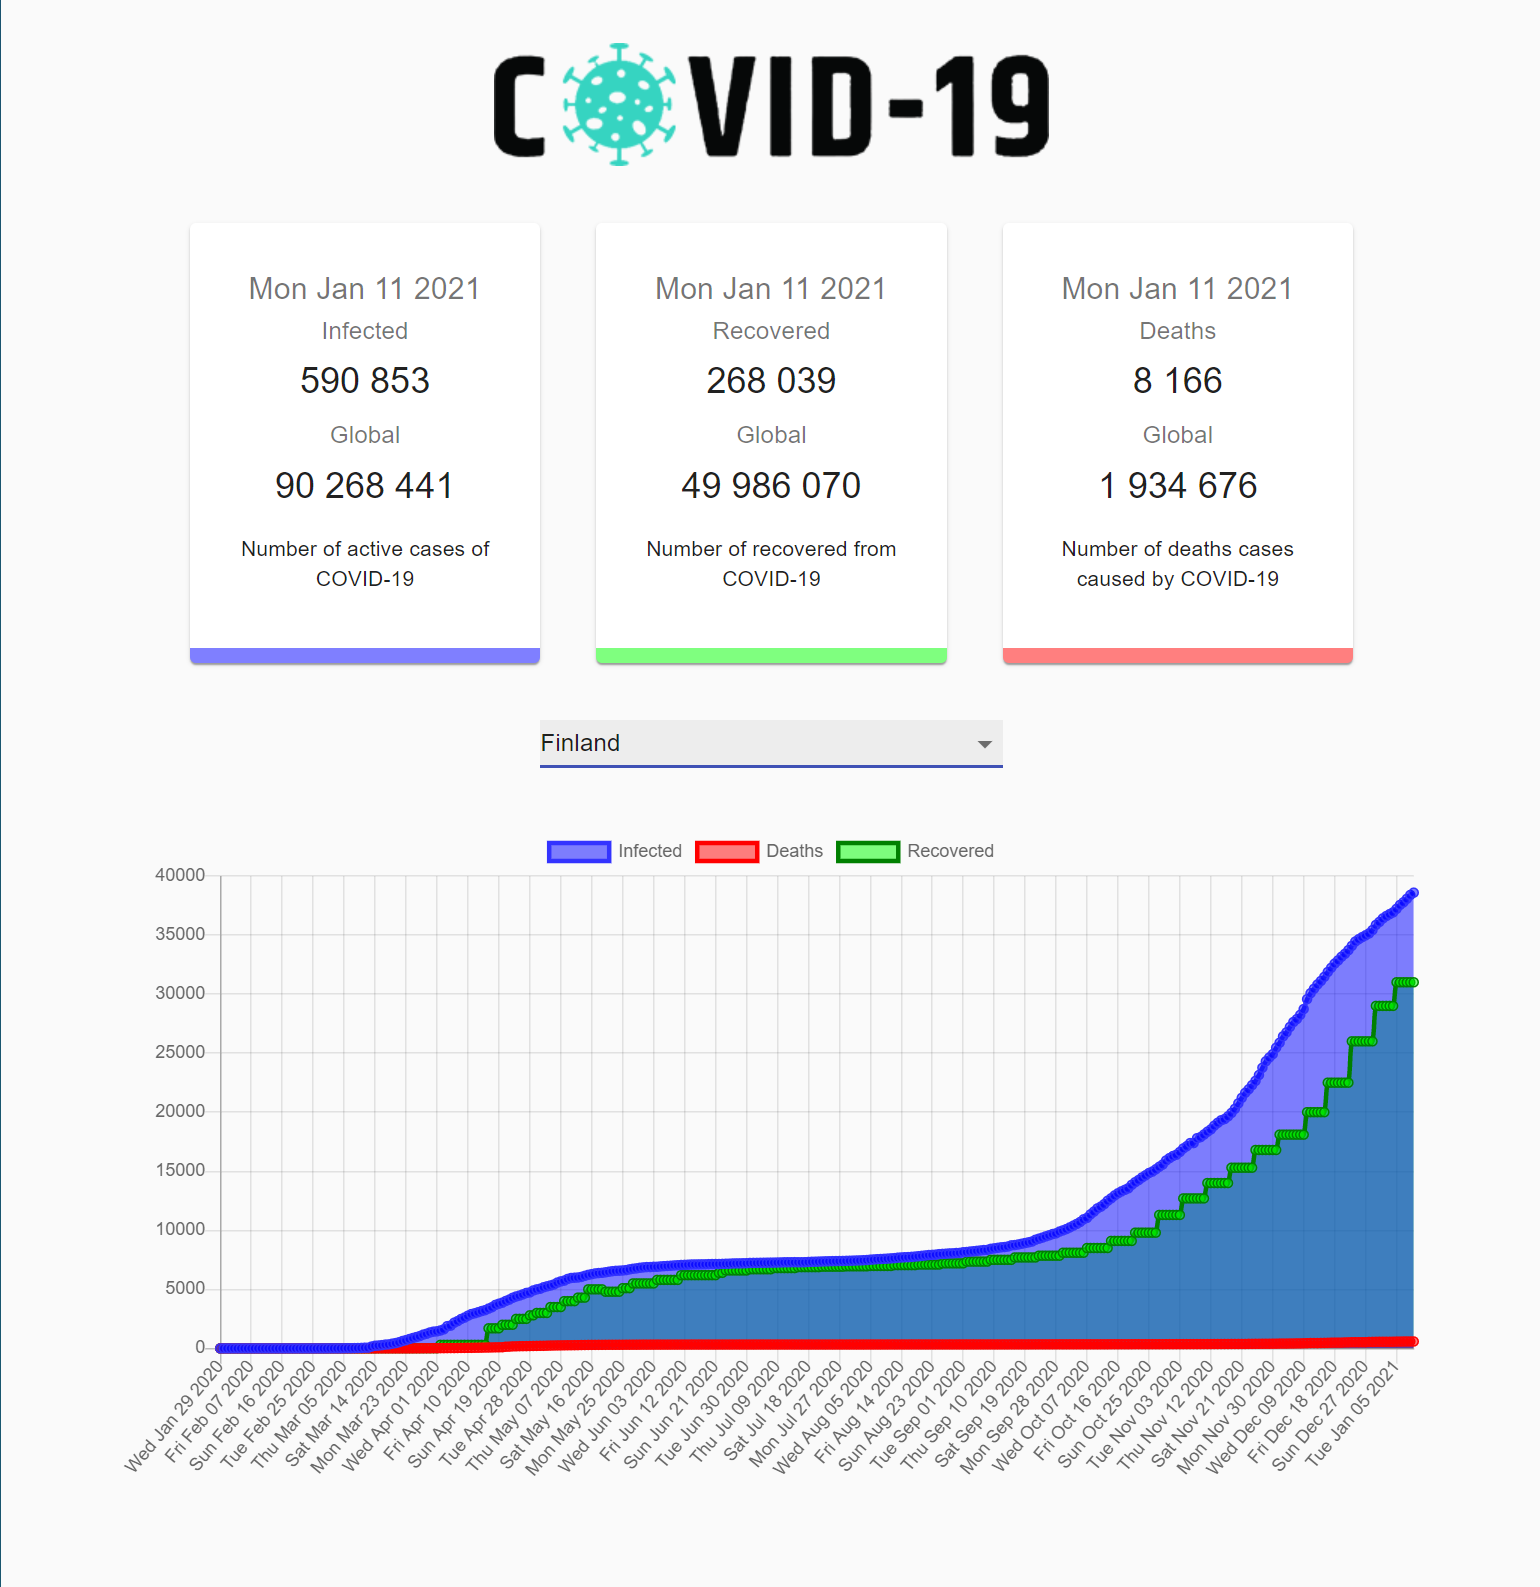 COVID-19
Mon Jan 11 2021
Infected
590 853
Global
90 268 441
Number of active cases of
COVID-19
Mon Jan 11 2021
Recovered
268 039
Global
49 986 070
Number of recovered from
COVID-19
Mon Jan 11 2021
Deaths
8 166
Global
1 934 676
Number of deaths cases
caused by COVID-19
Finland
Infected Deaths Recovered
40000
35000
30000
25000
20000
15000
10000
5000
0
Wed Jan 29 2020
Fri Feb 07 2020
Sun Feb 16 2020
Tue Feb 25 2020
Thu Mar 05 2020
Sat Mar 14 2020
Mon Mar 23 2020
Wed Apr 01 2020
Fri Apr 10 2020
Sun Apr 19 2020
Tue Apr 28 2020
Thu May 07 2020
Sat May 16 2020
Mon May 25 2020
Wed Jun 03 2020
Fri Jun 12 2020
Sun Jun 21 2020
Tue Jun 30 2020
Thu Jul 09 2020
Sat Jul 18 2020
Mon Jul 27 2020
Wed Aug 05 2020
Fri Aug 14 2020
Sun Aug 23 2020
Tue Sep 01 2020
Thu Sep 10 2020
Sat Sep 19 2020
Mon Sep 28 2020
Wed Oct 07 2020
Fri Oct 16 2020
Sun Oct 25 2020
Tue Nov 03 2020
Thu Nov 12 2020
Sat Nov 21 2020
Mon Nov 30 2020
Wed Dec 09 2020
Fri Dec 18 2020
Sun Dec 27 2020
Tue Jan 05 2021